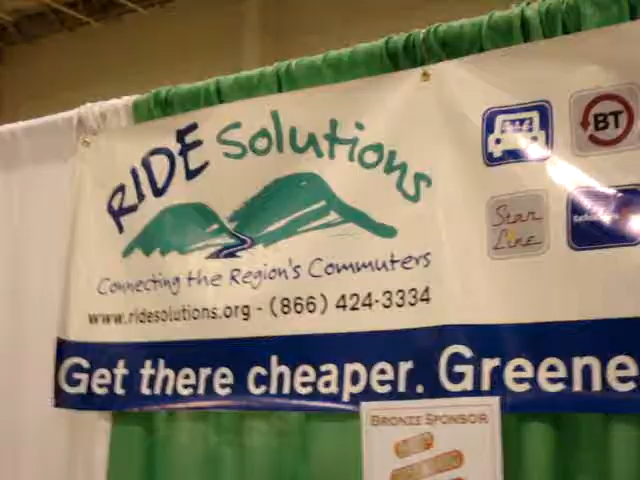 RIDE Solutions
Connecting the Region's Commuters
www.ridesolutions.org - (866) 424-3334
BT
Star
Line
Get there cheaper. Greene
BRONZE SPONSOR